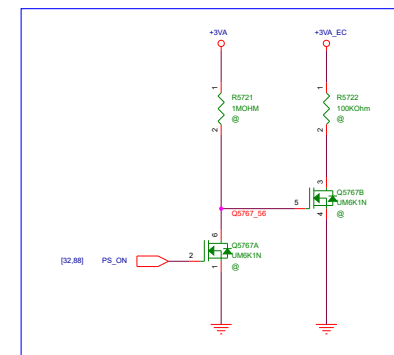 +3VA
+3VA_EC
1
R5721
1MOHM
@
2
1
R5722
100KOhm
@
2
3
5
Q5767B
UM6K1N
@
4
Q5767_56
6
Q5767A
UM6K1N
@
2
1
[32,88]
PS_ON